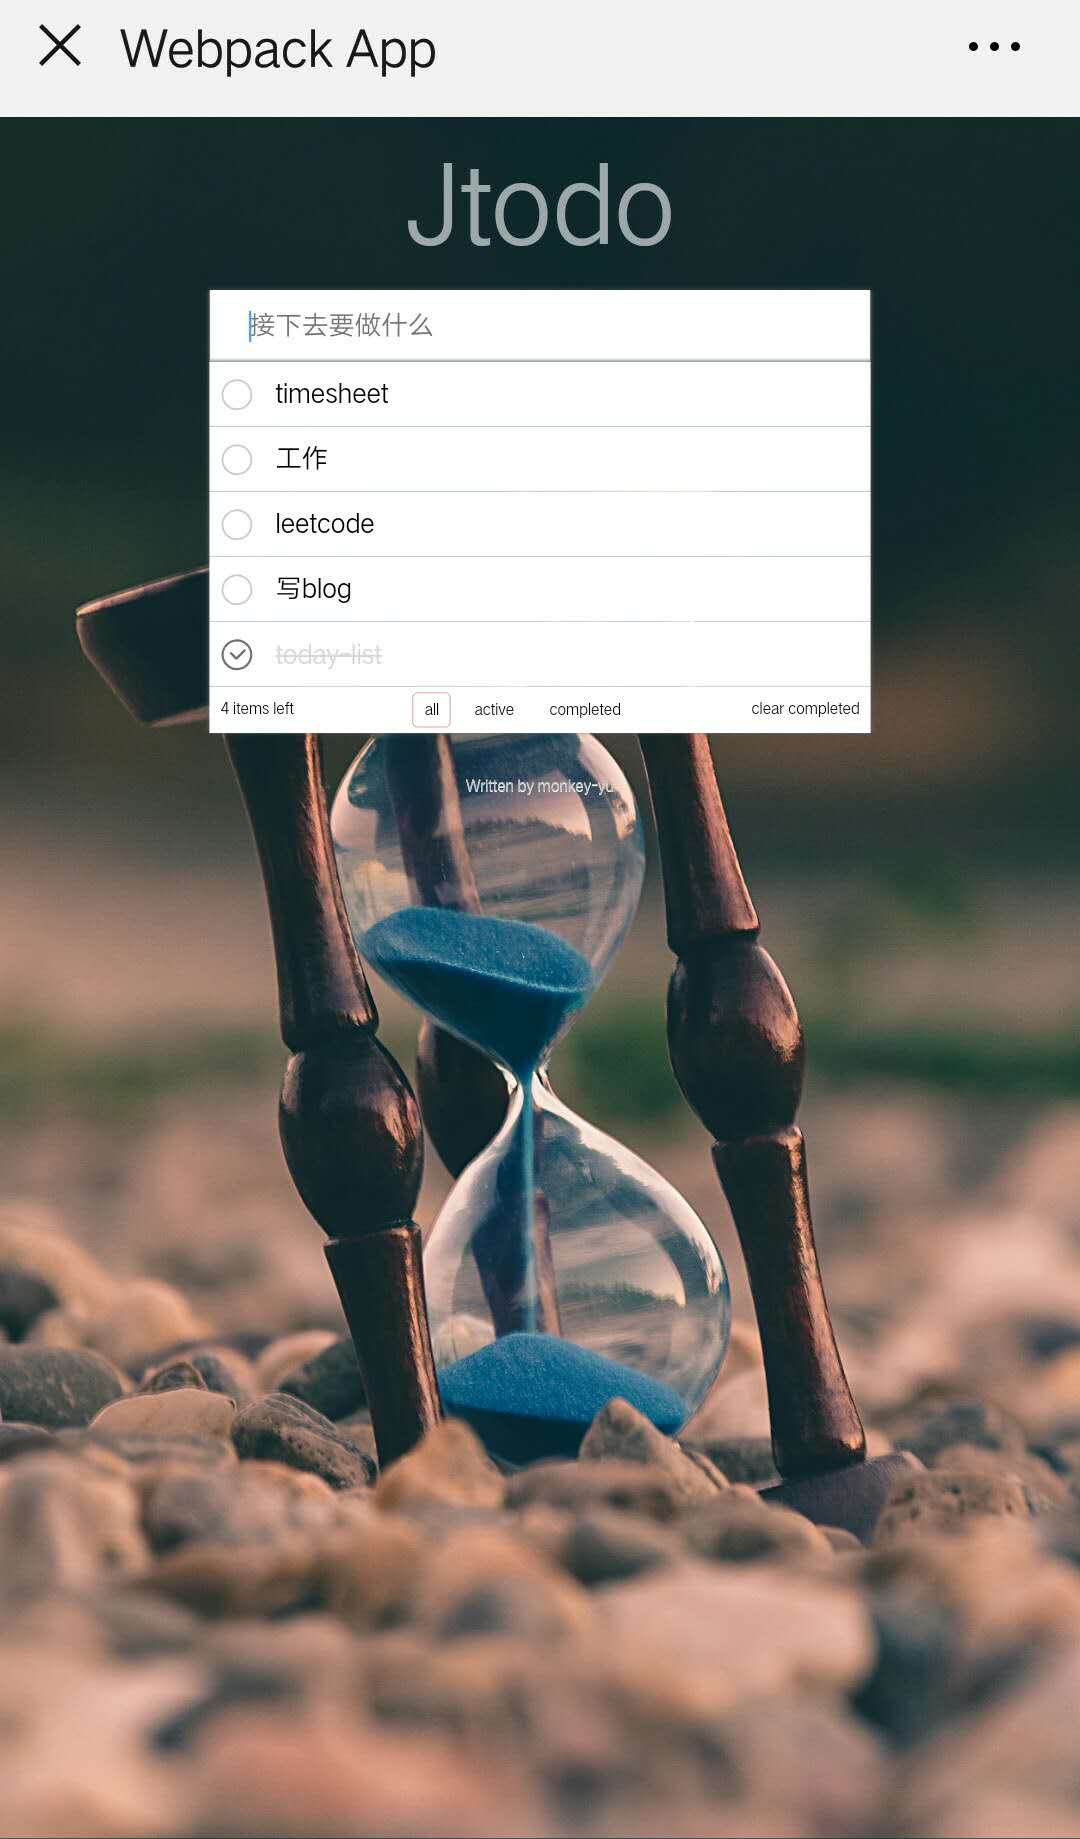 Webpack App
Jtodo
接下去要做什么
timesheet
工作
leetcode
写blog
today-list
4 items left all active completed clear completed
Written by monkey-yu